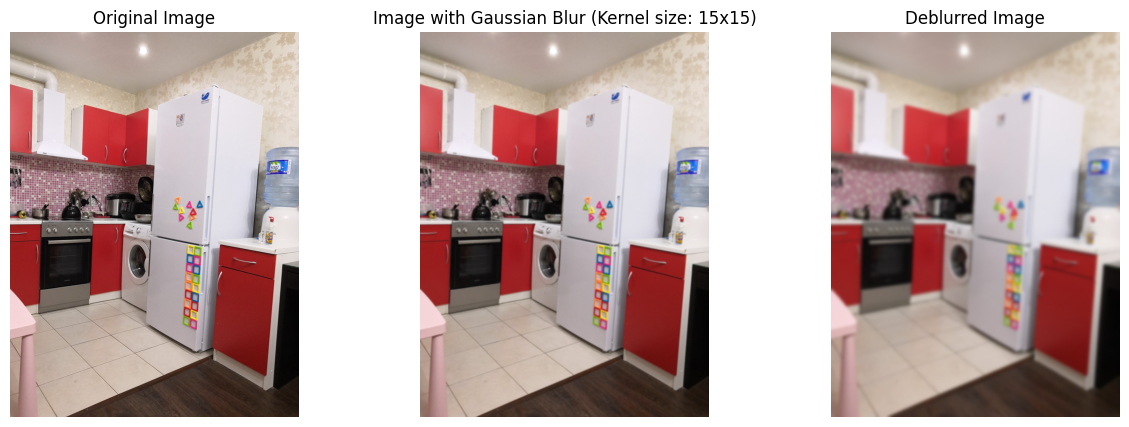 Original Image
Image with Gaussian Blur (Kernel size: 15x15)
Deblurred Image